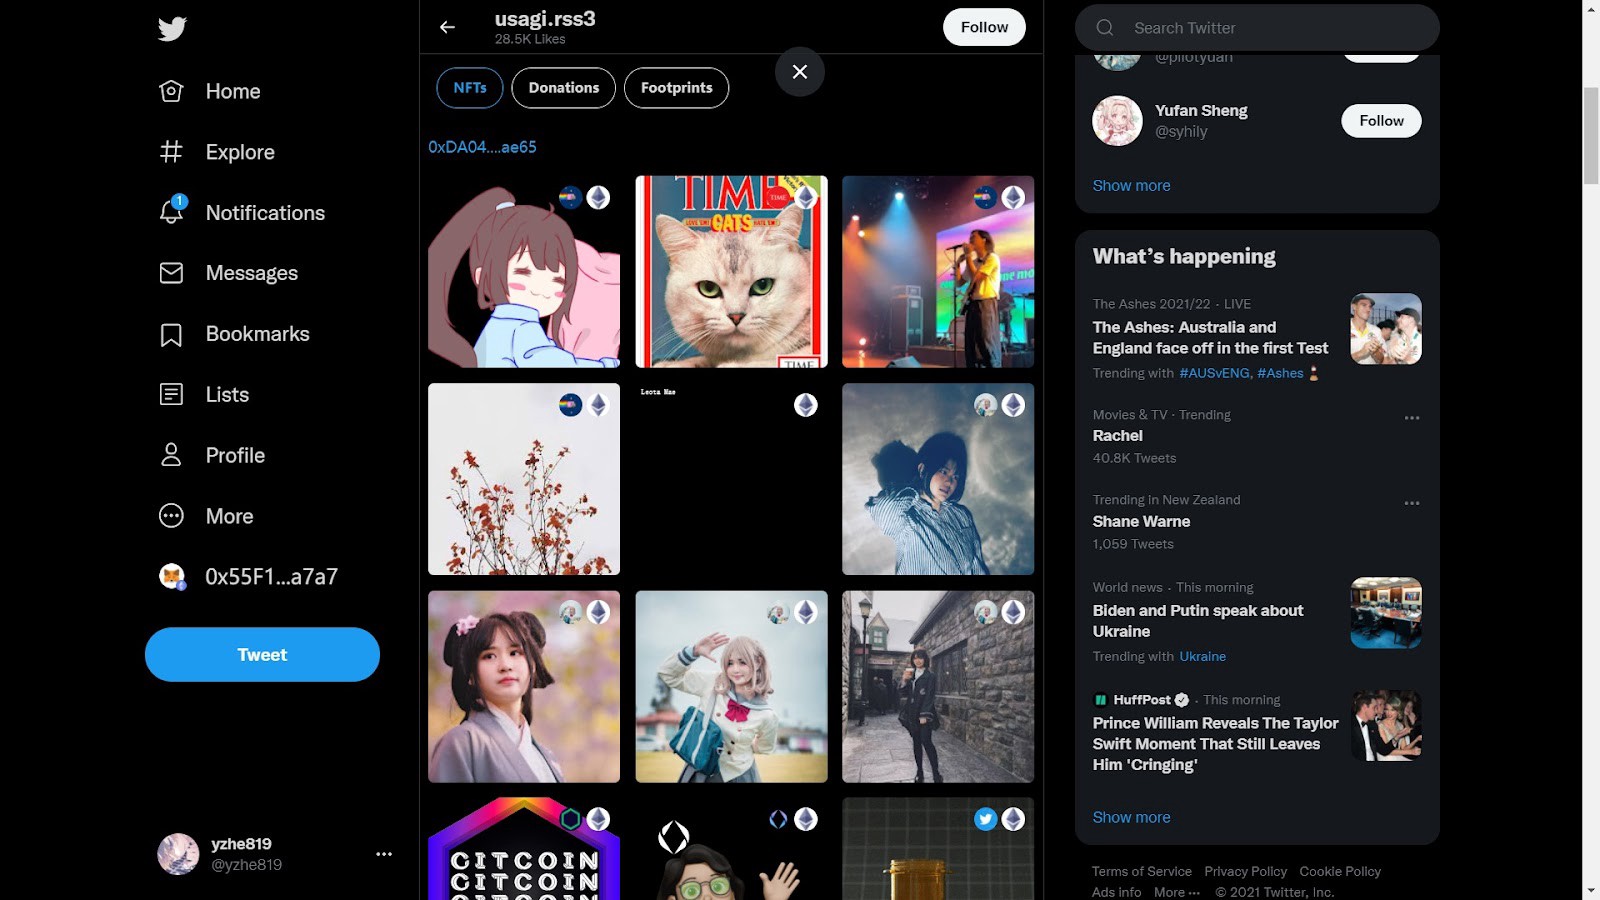 Home
Explore
1
Notifications
Messages
Bookmarks
Lists
Profile
More
0x55F1...a7a7
Tweet
yzhe819
@yzhe819
usagi.rss3
28.5K Likes
Follow
NFTs
Donations
Footprints
0xDA04....ae65
TIME
TIME
CATS
TIME
Leota Mae
GITCOIN
GITCOIN
GITCOIN
Search Twitter
@pilotyuan
Yufan Sheng
@syhily
Follow
Show more
What's happening
The Ashes 2021/22 · LIVE
The Ashes: Australia and
England face off in the first Test
Trending with #AUSvENG, #Ashes
Movies & TV · Trending
Rachel
40.8K Tweets
Trending in New Zealand
Shane Warne
1,059 Tweets
World news · This morning
Biden and Putin speak about
Ukraine
Trending with Ukraine
HuffPost · This morning
Prince William Reveals The Taylor
Swift Moment That Still Leaves
Him 'Cringing'
Show more
Terms of Service Privacy Policy Cookie Policy
Ads info More ··· © 2021 Twitter, Inc.